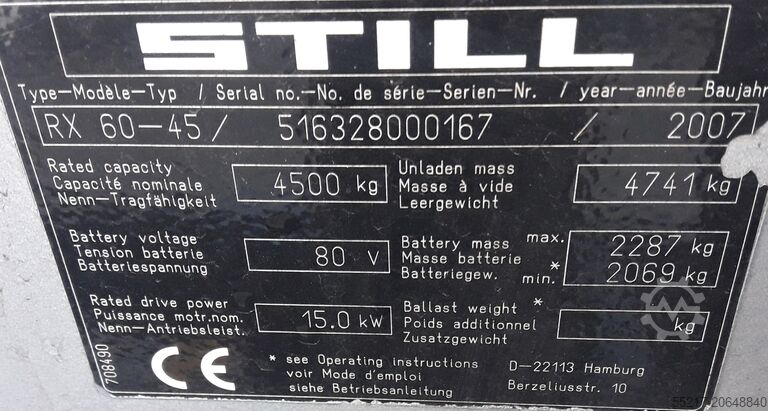 STILL
Type-Modèle-Typ / Serial no.-No. de série-Serien-Nr. / year-année-Baujahr
RX 60-45 / 516328000167 / 2007
Rated capacity
Capacité nominale
Nenn-Tragfähigkeit
4500 kg
Unladen mass
Masse à vide
Leergewicht
4741 kg
Battery voltage
Tension batterie
Batteriespannung
80 V
Battery mass max.
Masse batterie *
Batteriegew. min.
2287 kg
2069 kg
Rated drive power
Puissance motr.nom.
Nenn-Antriebsleist.
15.0 kW
Ballast weight *
Poids additionnel
Zusatzgewicht
kg
708490
CE
* see Operating instructions
voir Mode d'emploi
siehe Betriebsanleitung
D-22113 Hamburg
Berzeliusstr. 10